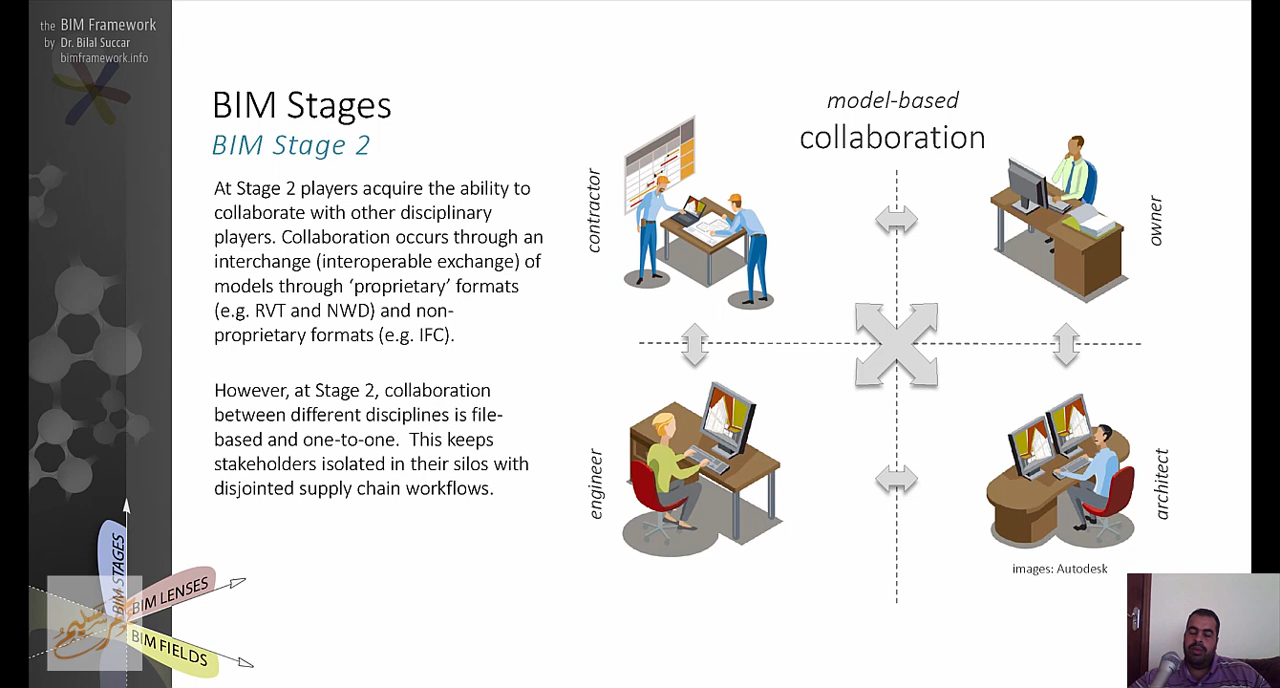 the BIM Framework
by Dr. Bilal Succar
bimframework.info
BIM Stages
BIM Stage 2
At Stage 2 players acquire the ability to
collaborate with other disciplinary
players. Collaboration occurs through an
interchange (interoperable exchange) of
models through ‘proprietary’ formats
(e.g. RVT and NWD) and non-
proprietary formats (e.g. IFC).
However, at Stage 2, collaboration
between different disciplines is file-
based and one-to-one. This keeps
stakeholders isolated in their silos with
disjointed supply chain workflows.
model-based
collaboration
contractor
owner
engineer
architect
images: Autodesk
BIM STAGES
BIM LENSES
BIM FIELDS